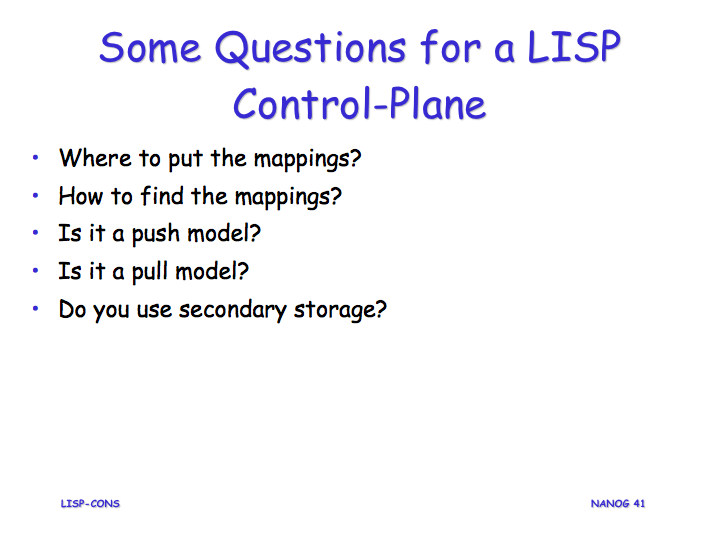 Some Questions for a LISP
Control-Plane
• Where to put the mappings?
• How to find the mappings?
• Is it a push model?
• Is it a pull model?
• Do you use secondary storage?
LISP-CONS
NANOG 41